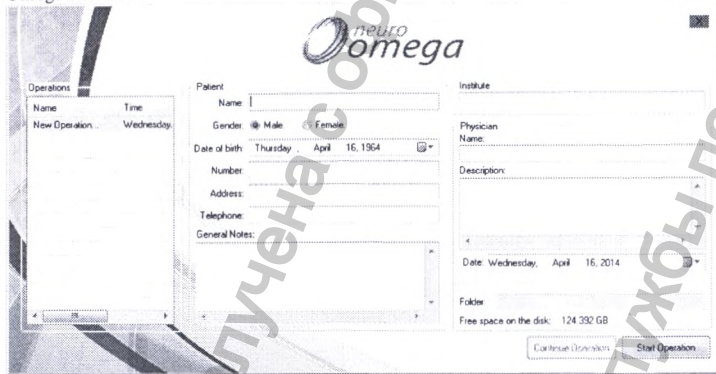 neuro
omega
X
Operations
Name Time
New Operation... Wednesday,
Patient
Name:
Gender: Male Female
Date of birth: Thursday , April 16, 1964
Number:
Address:
Telephone:
General Notes:
Institute
Physician
Name:
Description:
Date: Wednesday, April 16, 2014
Folder
Free space on the disk: 124.392 GB
Continue Operation Start Operation